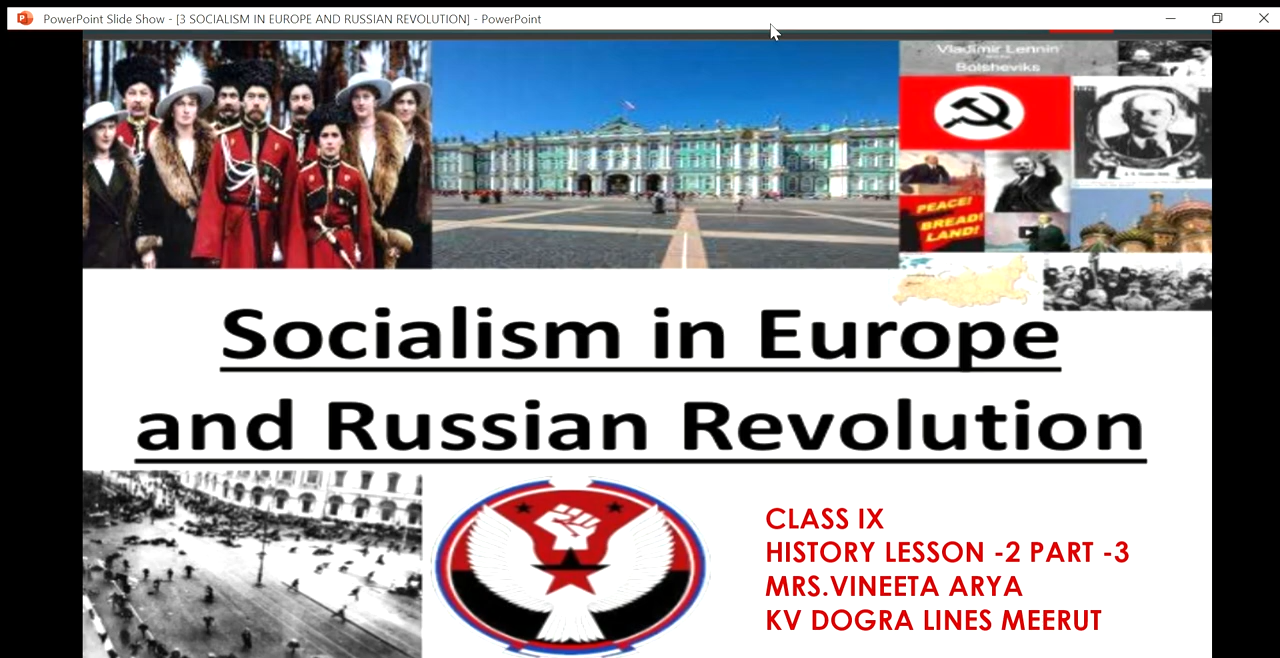 PowerPoint Slide Show - [3 SOCIALISM IN EUROPE AND RUSSIAN REVOLUTION] - PowerPoint
Vladimir Lennin
Bolsheviks
PEACE!
BREAD!
LAND!
Socialism in Europe
and Russian Revolution
CLASS IX
HISTORY LESSON -2 PART -3
MRS.VINEETA ARYA
KV DOGRA LINES MEERUT